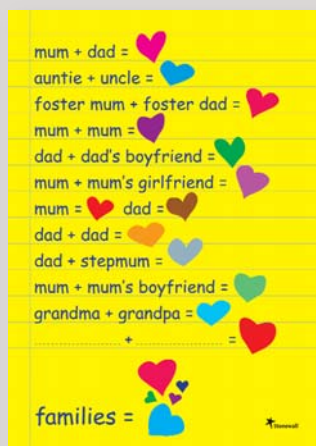 mum + dad =
auntie + uncle =
foster mum + foster dad =
mum + mum =
dad + dad's boyfriend =
mum + mum's girlfriend =
mum = dad =
dad + dad =
dad + stepmum =
mum + mum's boyfriend =
grandma + grandpa =
........................ + ........................ =
families =
Stonewall